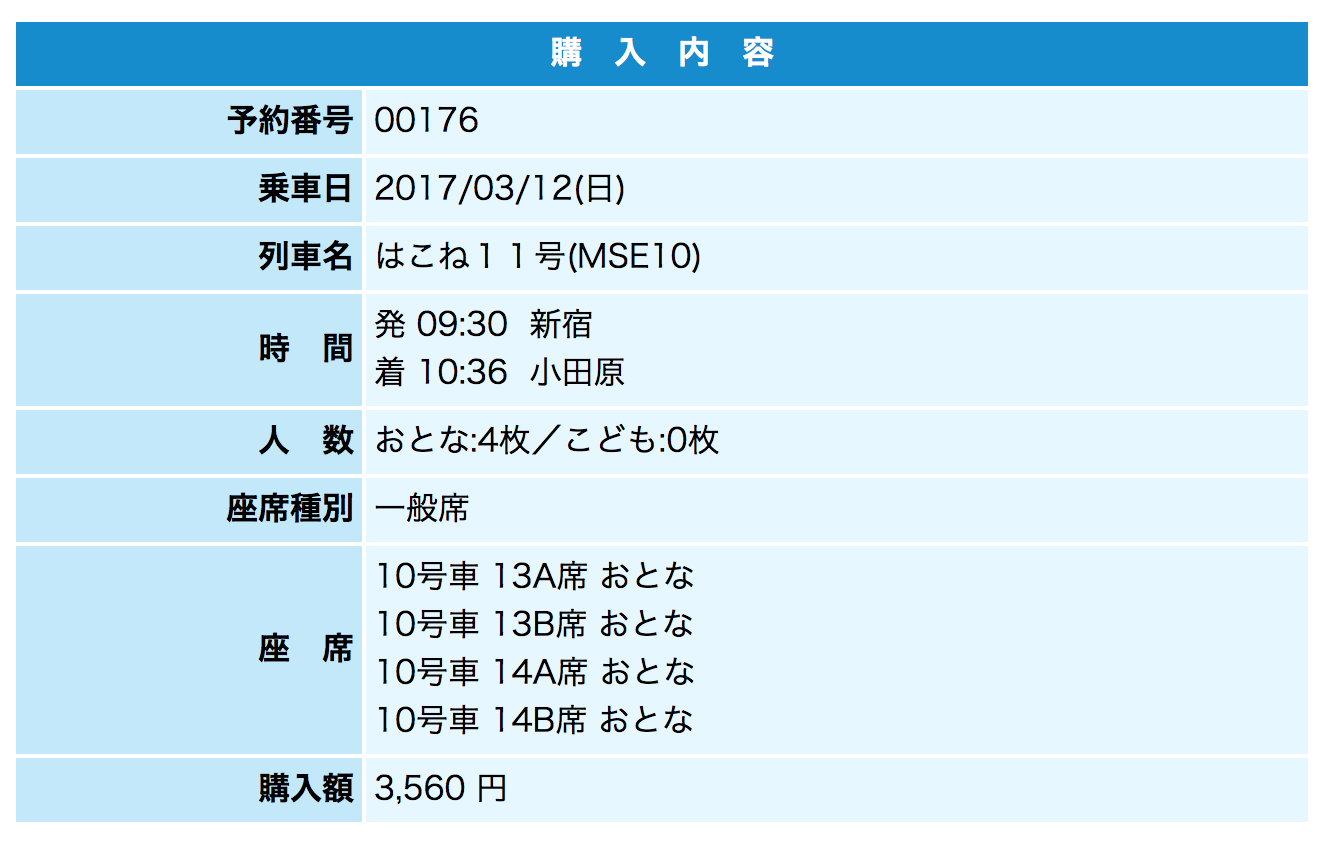 購　入　内　容
予約番号 00176
乗車日 2017/03/12(日)
列車名 はこね１１号(MSE10)
時　間 発 09:30 新宿
着 10:36 小田原
人　数 おとな:4枚／こども:0枚
座席種別 一般席
座　席 10号車 13A席 おとな
10号車 13B席 おとな
10号車 14A席 おとな
10号車 14B席 おとな
購入額 3,560 円